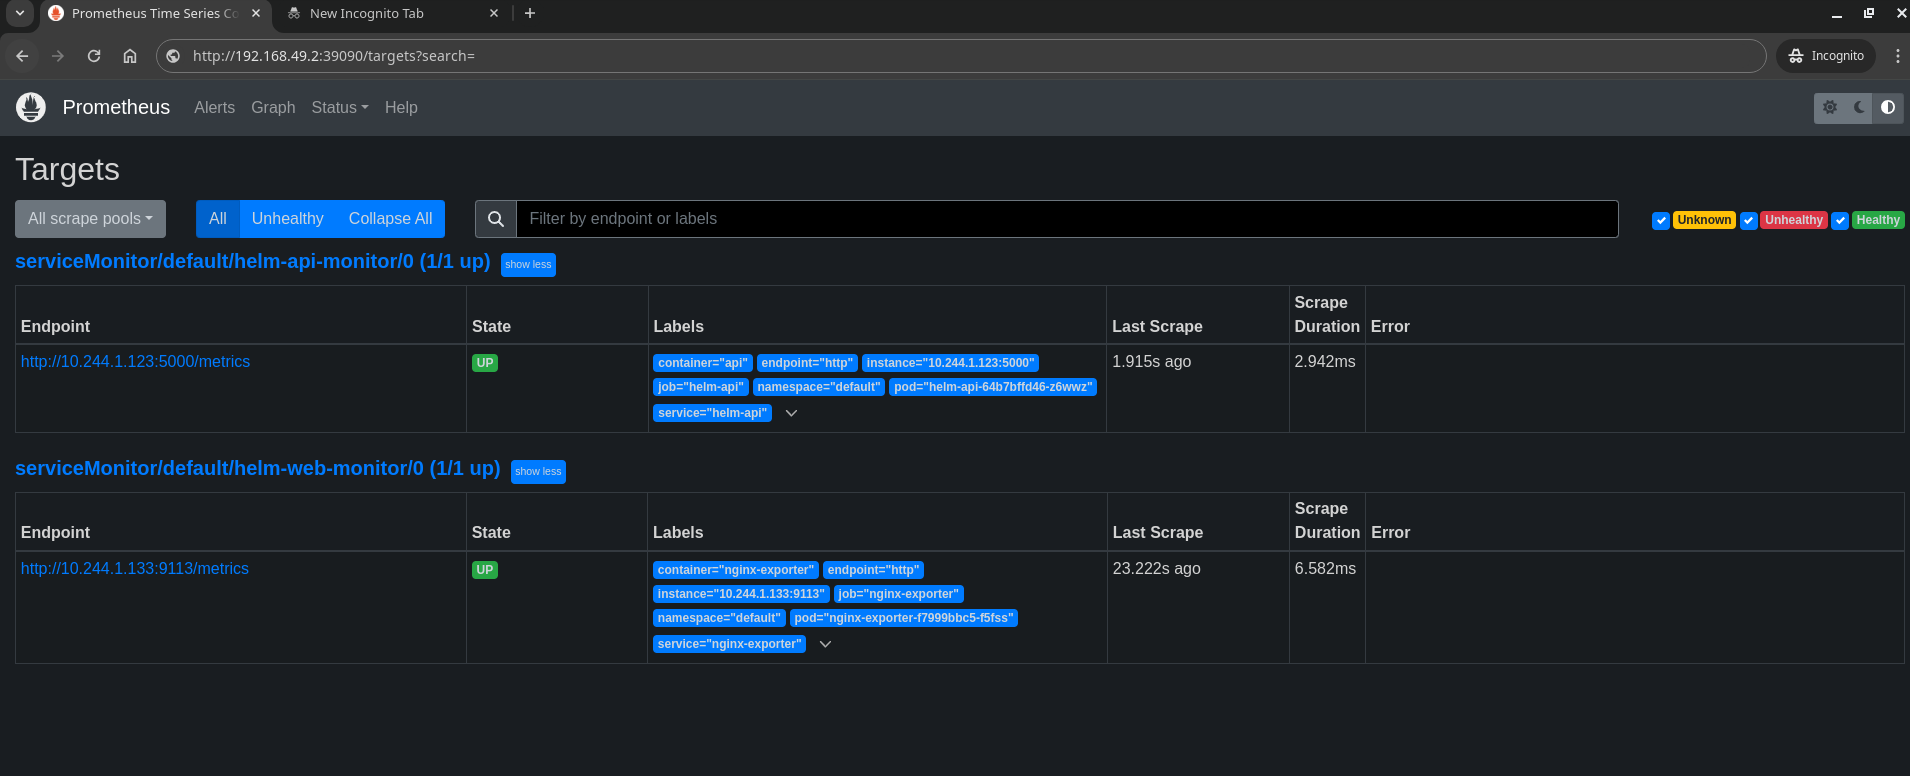 Prometheus Time Series Co
New Incognito Tab
http://192.168.49.2:39090/targets?search=
Incognito
Prometheus Alerts Graph Status Help
Targets
All scrape pools All Unhealthy Collapse All Filter by endpoint or labels Unknown Unhealthy Healthy
serviceMonitor/default/helm-api-monitor/0 (1/1 up) show less
Endpoint State Labels Last Scrape Scrape Duration Error
http://10.244.1.123:5000/metrics UP container="api" endpoint="http" instance="10.244.1.123:5000" 1.915s ago 2.942ms
job="helm-api" namespace="default" pod="helm-api-64b7bffd46-z6wwz"
service="helm-api"
serviceMonitor/default/helm-web-monitor/0 (1/1 up) show less
Endpoint State Labels Last Scrape Scrape Duration Error
http://10.244.1.133:9113/metrics UP container="nginx-exporter" endpoint="http" 23.222s ago 6.582ms
instance="10.244.1.133:9113" job="nginx-exporter"
namespace="default" pod="nginx-exporter-f7999bbc5-f5fss"
service="nginx-exporter"